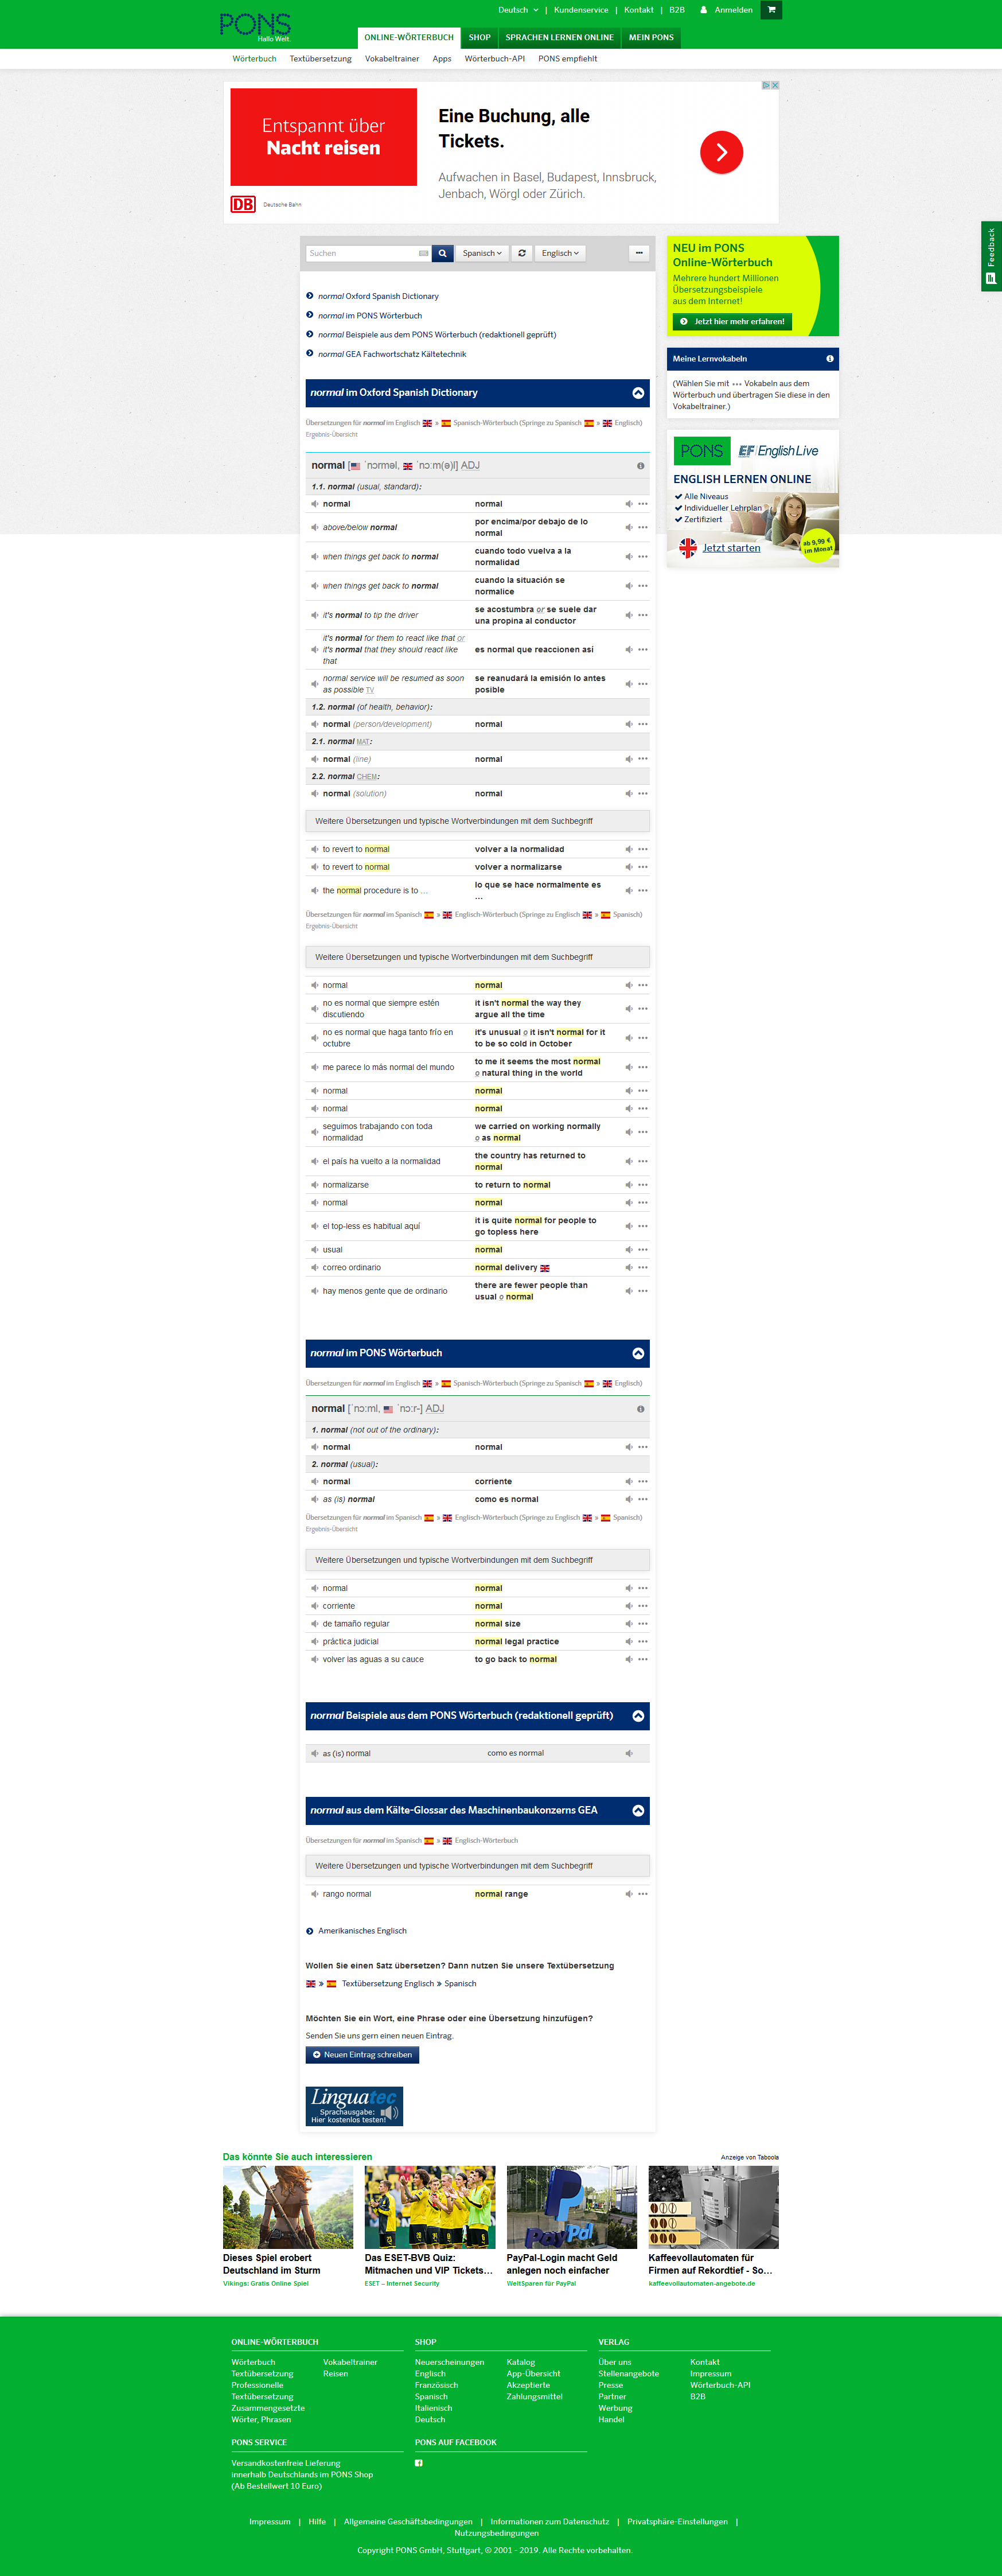 Deutsch | Kundenservice | Kontakt | B2B Anmelden
PONS
Hallo Welt.
ONLINE-WÖRTERBUCH SHOP SPRACHEN LERNEN ONLINE MEIN PONS
Wörterbuch Textübersetzung Vokabeltrainer Apps Wörterbuch-API PONS empfiehlt
Entspannt über
Nacht reisen
DB Deutsche Bahn
Eine Buchung, alle
Tickets.
Aufwachen in Basel, Budapest, Innsbruck,
Jenbach, Wörgl oder Zürich.
Feedback
Suchen Spanisch Englisch
normal Oxford Spanish Dictionary
normal im PONS Wörterbuch
normal Beispiele aus dem PONS Wörterbuch (redaktionell geprüft)
normal GEA Fachwortschatz Kältetechnik
NEU im PONS
Online-Wörterbuch
Mehrere hundert Millionen
Übersetzungsbeispiele
aus dem Internet!
Jetzt hier mehr erfahren!
Meine Lernvokabeln
(Wählen Sie mit ••• Vokabeln aus dem
Wörterbuch und übertragen Sie diese in den
Vokabeltrainer.)
PONS EF EnglishLive
ENGLISH LERNEN ONLINE
Alle Niveaus
Individueller Lehrplan
Zertifiziert
Jetzt starten
ab 9,99 €
im Monat
normal im Oxford Spanish Dictionary
Übersetzungen für normal im Englisch » Spanisch-Wörterbuch (Springe zu Spanisch » Englisch)
Ergebnis-Übersicht
normal [ˈnɔrməl, ˈnɔːm(ə)l] ADJ
1.1. normal (usual, standard):
normal normal
above/below normal por encima/por debajo de lo
normal
when things get back to normal cuando todo vuelva a la
normalidad
when things get back to normal cuando la situación se
normalice
it's normal to tip the driver se acostumbra or se suele dar
una propina al conductor
it's normal for them to react like that or
it's normal that they should react like
that es normal que reaccionen así
normal service will be resumed as soon
as possible TV se reanudará la emisión lo antes
posible
1.2. normal (of health, behavior):
normal (person/development) normal
2.1. normal MAT:
normal (line) normal
2.2. normal CHEM:
normal (solution) normal
Weitere Übersetzungen und typische Wortverbindungen mit dem Suchbegriff
to revert to normal volver a la normalidad
to revert to normal volver a normalizarse
the normal procedure is to … lo que se hace normalmente es
…
Übersetzungen für normal im Spanisch » Englisch-Wörterbuch (Springe zu Englisch » Spanisch)
Ergebnis-Übersicht
Weitere Übersetzungen und typische Wortverbindungen mit dem Suchbegriff
normal normal
no es normal que siempre estén
discutiendo it isn't normal the way they
argue all the time
no es normal que haga tanto frío en
octubre it's unusual o it isn't normal for it
to be so cold in October
me parece lo más normal del mundo to me it seems the most normal
o natural thing in the world
normal normal
normal normal
seguimos trabajando con toda
normalidad we carried on working normally
o as normal
el país ha vuelto a la normalidad the country has returned to
normal
normalizarse to return to normal
normal normal
el top-less es habitual aquí it is quite normal for people to
go topless here
usual normal
correo ordinario normal delivery
hay menos gente que de ordinario there are fewer people than
usual o normal
normal im PONS Wörterbuch
Übersetzungen für normal im Englisch » Spanisch-Wörterbuch (Springe zu Spanisch » Englisch)
normal [ˈnɔːml, ˈnɔːr-] ADJ
1. normal (not out of the ordinary):
normal normal
2. normal (usual):
normal corriente
as (is) normal como es normal
Übersetzungen für normal im Spanisch » Englisch-Wörterbuch (Springe zu Englisch » Spanisch)
Ergebnis-Übersicht
Weitere Übersetzungen und typische Wortverbindungen mit dem Suchbegriff
normal normal
corriente normal
de tamaño regular normal size
práctica judicial normal legal practice
volver las aguas a su cauce to go back to normal
normal Beispiele aus dem PONS Wörterbuch (redaktionell geprüft)
as (is) normal como es normal
normal aus dem Kälte-Glossar des Maschinenbaukonzerns GEA
Übersetzungen für normal im Spanisch » Englisch-Wörterbuch
Weitere Übersetzungen und typische Wortverbindungen mit dem Suchbegriff
rango normal normal range
Amerikanisches Englisch
Wollen Sie einen Satz übersetzen? Dann nutzen Sie unsere Textübersetzung
» Textübersetzung Englisch » Spanisch
Möchten Sie ein Wort, eine Phrase oder eine Übersetzung hinzufügen?
Senden Sie uns gern einen neuen Eintrag.
Neuen Eintrag schreiben
Linguatec
Sprachausgabe:
Hier kostenlos testen!
Das könnte Sie auch interessieren Anzeige von Taboola
PayPal
Dieses Spiel erobert
Deutschland im Sturm
Vikings: Gratis Online Spiel
Das ESET-BVB Quiz:
Mitmachen und VIP Tickets…
ESET – Internet Security
PayPal-Login macht Geld
anlegen noch einfacher
WeltSparen für PayPal
Kaffeevollautomaten für
Firmen auf Rekordtief - So…
kaffeevollautomaten-angebote.de
ONLINE-WÖRTERBUCH
Wörterbuch
Textübersetzung
Professionelle
Textübersetzung
Zusammengesetzte
Wörter, Phrasen
Vokabeltrainer
Reisen
SHOP
Neuerscheinungen
Englisch
Französisch
Spanisch
Italienisch
Deutsch
Katalog
App-Übersicht
Akzeptierte
Zahlungsmittel
VERLAG
Über uns
Stellenangebote
Presse
Partner
Werbung
Handel
Kontakt
Impressum
Wörterbuch-API
B2B
PONS SERVICE
Versandkostenfreie Lieferung
innerhalb Deutschlands im PONS Shop
(Ab Bestellwert 10 Euro)
PONS AUF FACEBOOK
Impressum | Hilfe | Allgemeine Geschäftsbedingungen | Informationen zum Datenschutz | Privatsphäre-Einstellungen |
Nutzungsbedingungen
Copyright PONS GmbH, Stuttgart, © 2001 - 2019. Alle Rechte vorbehalten.